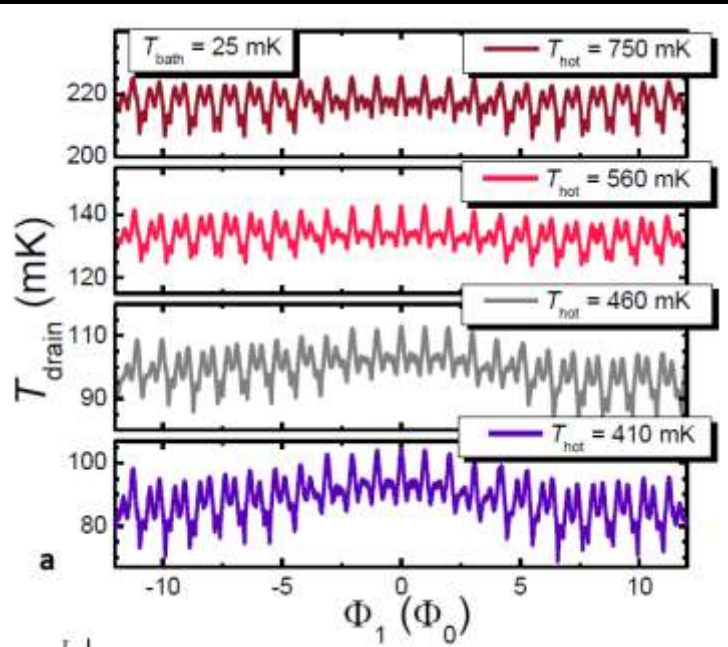 T_bath = 25 mK
T_hot = 750 mK
220
200
T_hot = 560 mK
140
120
T_hot = 460 mK
110
90
T_hot = 410 mK
100
80
T_drain (mK)
a
-10 -5 0 5 10
Φ_1 (Φ_0)